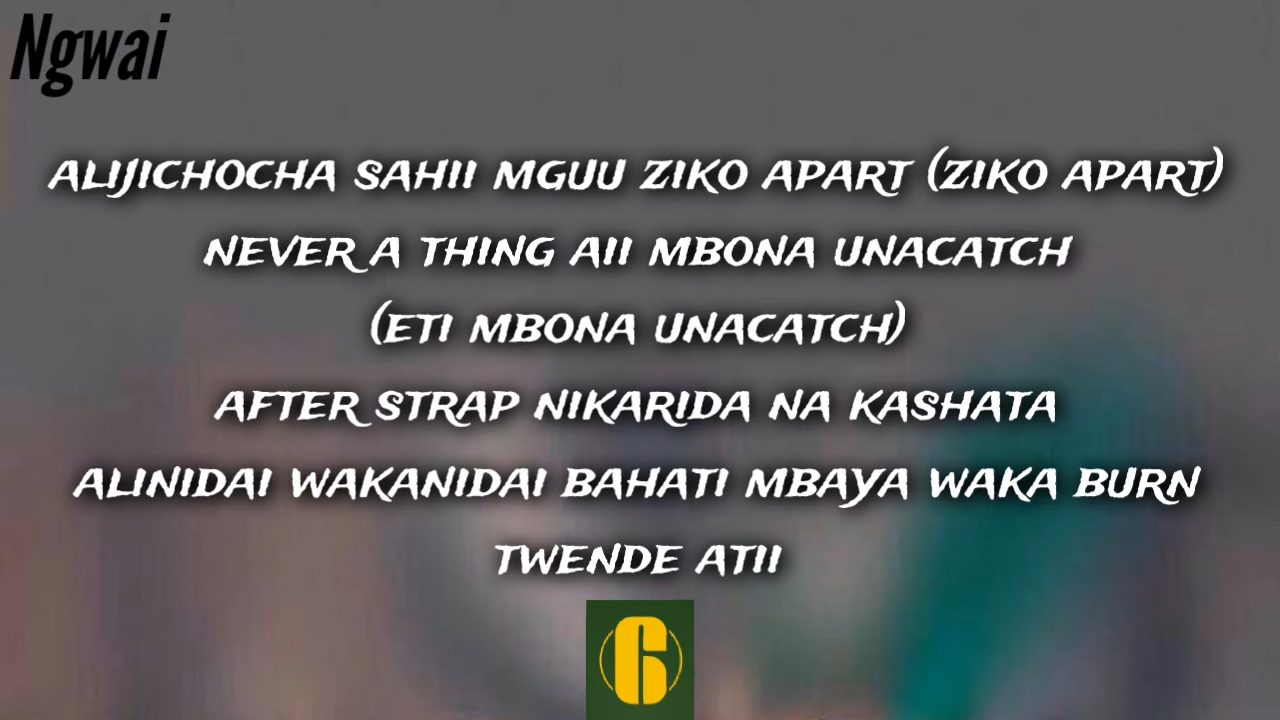 Ngwai
ALIJICHOCHA SAHII MGUU ZIKO APART (ZIKO APART)
NEVER A THING AII MBONA UNACATCH
(ETI MBONA UNACATCH)
AFTER STRAP NIKARIDA NA KASHATA
ALINIDAI WAKANIDAI BAHATI MBAYA WAKA BURN
TWENDE ATII
6